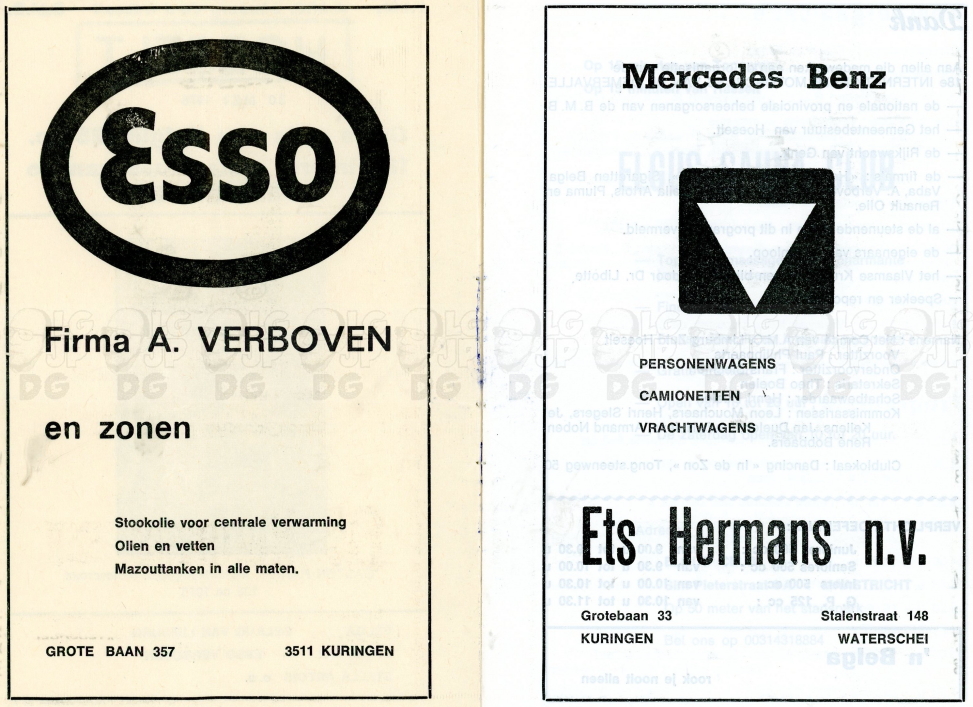 Esso
Firma A. VERBOVEN
en zonen
Stookolie voor centrale verwarming
Olien en vetten
Mazouttanken in alle maten.
GROTE BAAN 357 3511 KURINGEN
Mercedes Benz
PERSONENWAGENS
CAMIONETTEN
VRACHTWAGENS
Ets Hermans n.v.
Grotebaan 33 Stalenstraat 148
KURINGEN WATERSCHEI